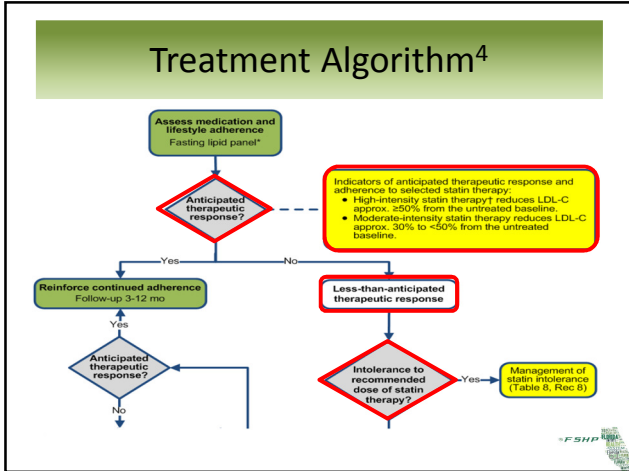 Treatment Algorithm4
Assess medication and
lifestyle adherence
Fasting lipid panel*
Anticipated
therapeutic
response?
Indicators of anticipated therapeutic response and
adherence to selected statin therapy:
• High-intensity statin therapy† reduces LDL-C
approx. ≥50% from the untreated baseline.
• Moderate-intensity statin therapy reduces LDL-C
approx. 30% to <50% from the untreated
baseline.
Yes
No
Reinforce continued adherence
Follow-up 3-12 mo
Less-than-anticipated
therapeutic response
Yes
Anticipated
therapeutic
response?
No
Intolerance to
recommended
dose of statin
therapy?
Yes
Management of
statin intolerance
(Table 8, Rec 8)
FSHP